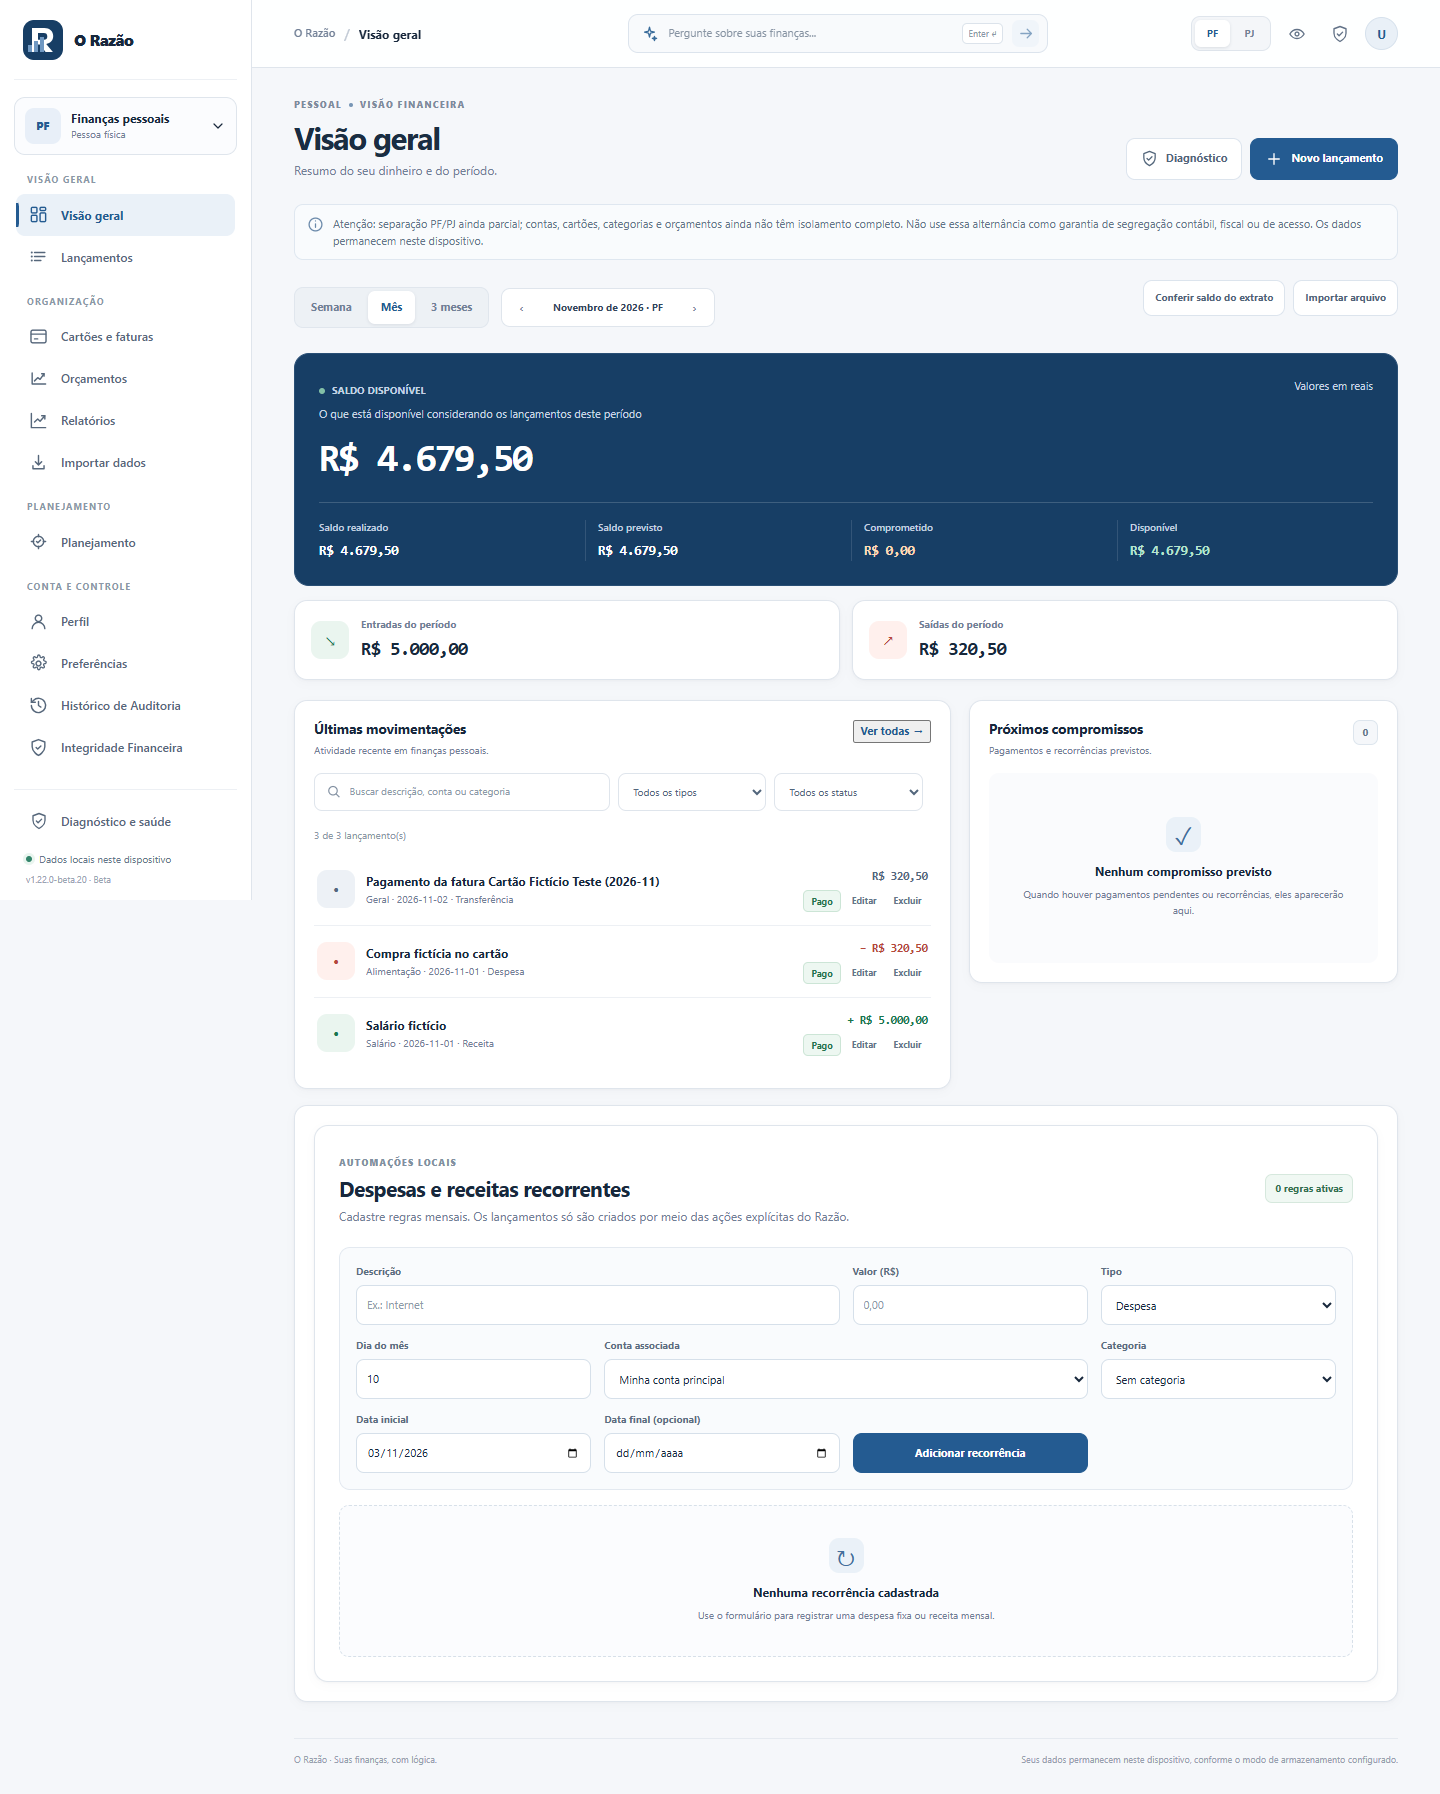 O Razão
PF
Finanças pessoais
Pessoa física
VISÃO GERAL
Visão geral
Lançamentos
ORGANIZAÇÃO
Cartões e faturas
Orçamentos
Relatórios
Importar dados
PLANEJAMENTO
Planejamento
CONTA E CONTROLE
Perfil
Preferências
Histórico de Auditoria
Integridade Financeira
Diagnóstico e saúde
Dados locais neste dispositivo
v1.22.0-beta.20 · Beta
O Razão / Visão geral
Pergunte sobre suas finanças...
Enter ↲
PF
PJ
U
PESSOAL • VISÃO FINANCEIRA
Visão geral
Resumo do seu dinheiro e do período.
Diagnóstico
Novo lançamento
Atenção: separação PF/PJ ainda parcial; contas, cartões, categorias e orçamentos ainda não têm isolamento completo. Não use essa alternância como garantia de segregação contábil, fiscal ou de acesso. Os dados
permanecem neste dispositivo.
Semana
Mês
3 meses
‹ Novembro de 2026 · PF ›
Conferir saldo do extrato
Importar arquivo
SALDO DISPONÍVEL
Valores em reais
O que está disponível considerando os lançamentos deste período
R$ 4.679,50
Saldo realizado
R$ 4.679,50
Saldo previsto
R$ 4.679,50
Comprometido
R$ 0,00
Disponível
R$ 4.679,50
Entradas do período
R$ 5.000,00
Saídas do período
R$ 320,50
Últimas movimentações
Ver todas →
Atividade recente em finanças pessoais.
Buscar descrição, conta ou categoria
Todos os tipos
Todos os status
3 de 3 lançamento(s)
Pagamento da fatura Cartão Fictício Teste (2026-11)
Geral · 2026-11-02 · Transferência
R$ 320,50
Pago Editar Excluir
Compra fictícia no cartão
Alimentação · 2026-11-01 · Despesa
− R$ 320,50
Pago Editar Excluir
Salário fictício
Salário · 2026-11-01 · Receita
+ R$ 5.000,00
Pago Editar Excluir
Próximos compromissos
0
Pagamentos e recorrências previstos.
Nenhum compromisso previsto
Quando houver pagamentos pendentes ou recorrências, eles aparecerão
aqui.
AUTOMAÇÕES LOCAIS
Despesas e receitas recorrentes
Cadastre regras mensais. Os lançamentos só são criados por meio das ações explícitas do Razão.
0 regras ativas
Descrição
Ex.: Internet
Valor (R$)
0,00
Tipo
Despesa
Dia do mês
10
Conta associada
Minha conta principal
Categoria
Sem categoria
Data inicial
03/11/2026
Data final (opcional)
dd/mm/aaaa
Adicionar recorrência
Nenhuma recorrência cadastrada
Use o formulário para registrar uma despesa fixa ou receita mensal.
O Razão · Suas finanças, com lógica.
Seus dados permanecem neste dispositivo, conforme o modo de armazenamento configurado.